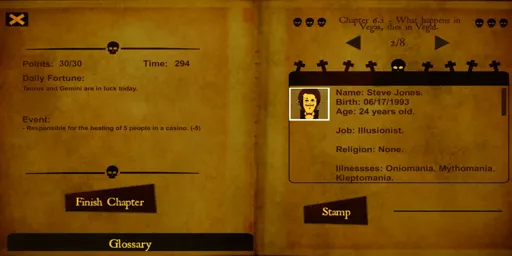 Points: 30/30 Time: 294
Daily Fortune:
Taurus and Gemini are in luck today.
Event:
- Responsible for the beating of 5 people in a casino. (-5)
Finish Chapter
Glossary
Chapter 6.2 - What happens in
Vegas, dies in Vegas.
2/8
Name: Steve Jones.
Birth: 06/17/1993
Age: 24 years old.
Job: Illusionist.
Religion: None.
Illnessses: Oniomania. Mythomania.
Kleptomania.
Stamp